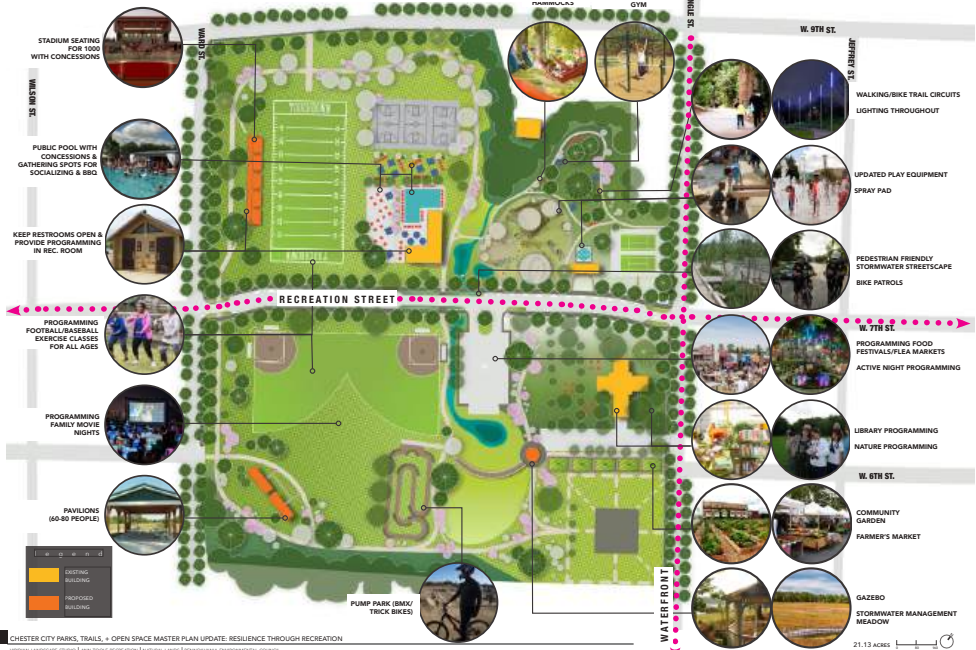 HAMMOCKS
GYM
STADIUM SEATING
FOR 1000
WITH CONCESSIONS
WARD ST.
W. 9TH ST.
JEFFREY ST.
WILSON ST.
WALKING/BIKE TRAIL CIRCUITS
LIGHTING THROUGHOUT
PUBLIC POOL WITH
CONCESSIONS &
GATHERING SPOTS FOR
SOCIALIZING & BBQ
UPDATED PLAY EQUIPMENT
SPRAY PAD
KEEP RESTROOMS OPEN &
PROVIDE PROGRAMMING
IN REC. ROOM
PEDESTRIAN FRIENDLY
STORMWATER STREETSCAPE
BIKE PATROLS
RECREATION STREET
W. 7TH ST.
PROGRAMMING
FOOTBALL/BASEBALL
EXERCISE CLASSES
FOR ALL AGES
PROGRAMMING FOOD
FESTIVALS/FLEA MARKETS
ACTIVE NIGHT PROGRAMMING
PROGRAMMING
FAMILY MOVIE
NIGHTS
LIBRARY PROGRAMMING
NATURE PROGRAMMING
W. 6TH ST.
PAVILIONS
(60-80 PEOPLE)
COMMUNITY
GARDEN
FARMER'S MARKET
legend
EXISTING
BUILDING
PROPOSED
BUILDING
PUMP PARK (BMX/
TRICK BIKES)
WATERFRONT
GAZEBO
STORMWATER MANAGEMENT
MEADOW
CHESTER CITY PARKS, TRAILS, + OPEN SPACE MASTER PLAN UPDATE: RESILIENCE THROUGH RECREATION
21.13 ACRES